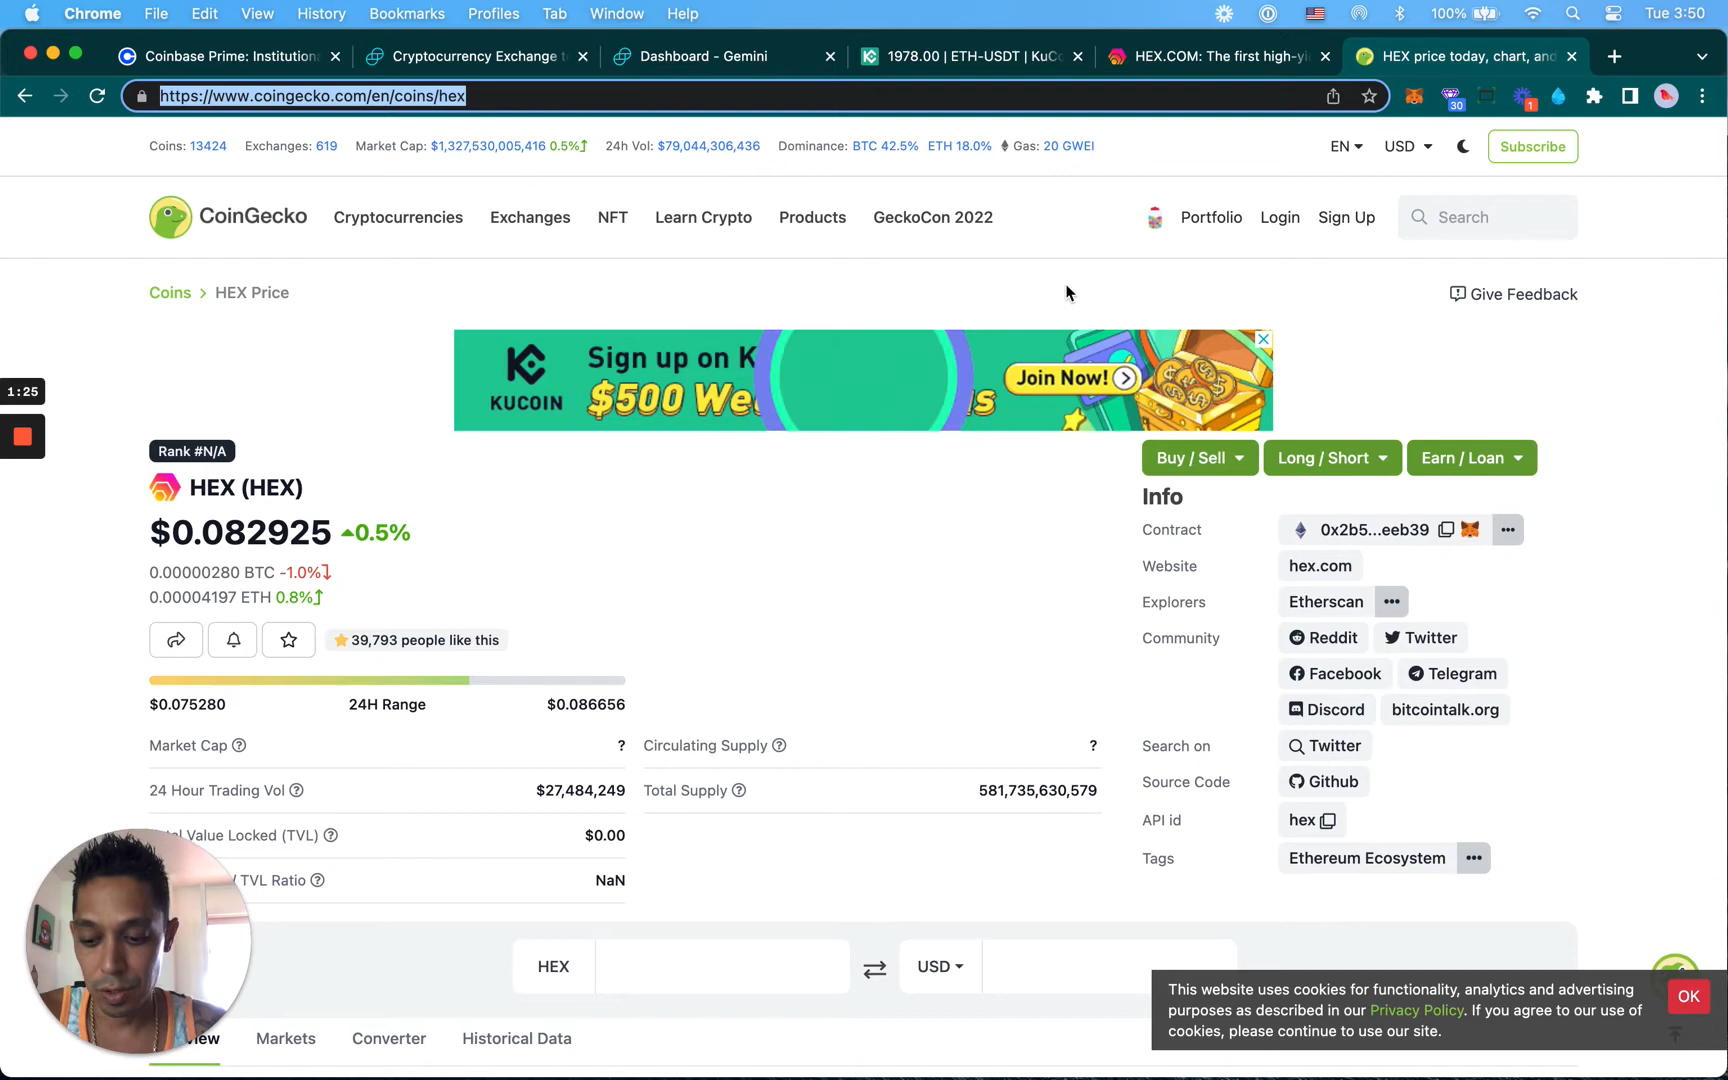 Chrome File Edit View History Bookmarks Profiles Tab Window Help 100% Tue 3:50
Coinbase Prime: Institution Cryptocurrency Exchange t Dashboard - Gemini 1978.00 | ETH-USDT | KuCo HEX.COM: The first high-yi HEX price today, chart, and
https://www.coingecko.com/en/coins/hex 30 1
Coins: 13424 Exchanges: 619 Market Cap: $1,327,530,005,416 0.5% 24h Vol: $79,044,306,436 Dominance: BTC 42.5% ETH 18.0% Gas: 20 GWEI EN USD Subscribe
CoinGecko Cryptocurrencies Exchanges NFT Learn Crypto Products GeckoCon 2022 Portfolio Login Sign Up Search
Coins > HEX Price Give Feedback
KUCOIN Sign up on K
$500 We s
Join Now!
1:25
Rank #N/A
HEX (HEX)
$0.082925 0.5%
0.00000280 BTC -1.0%
0.00004197 ETH 0.8%
39,793 people like this
$0.075280 24H Range $0.086656
Market Cap ?
24 Hour Trading Vol $27,484,249
Value Locked (TVL) $0.00
/ TVL Ratio NaN
Circulating Supply ?
Total Supply 581,735,630,579
Buy / Sell Long / Short Earn / Loan
Info
Contract 0x2b5...eeb39
Website hex.com
Explorers Etherscan
Community Reddit Twitter
Facebook Telegram
Discord bitcointalk.org
Search on Twitter
Source Code Github
API id hex
Tags Ethereum Ecosystem
HEX USD
Markets Converter Historical Data
This website uses cookies for functionality, analytics and advertising
purposes as described in our Privacy Policy. If you agree to our use of
cookies, please continue to use our site.
OK